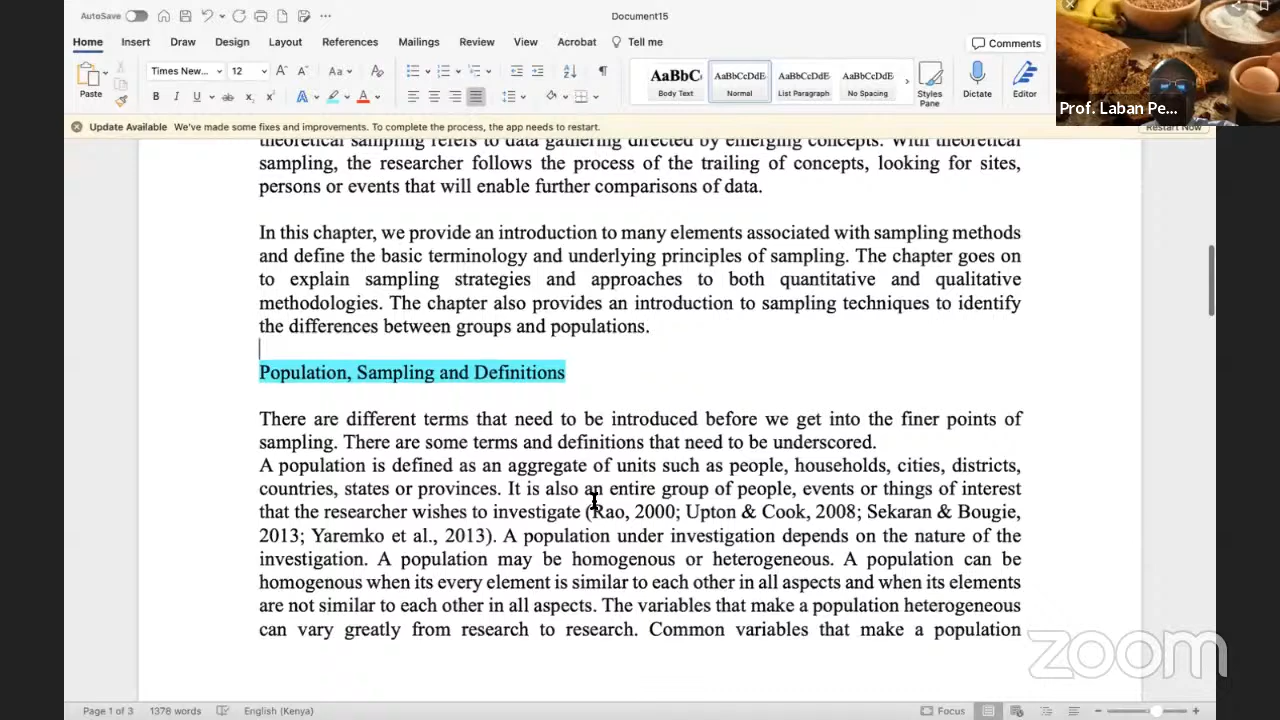 AutoSave
Document15
Home Insert Draw Design Layout References Mailings Review View Acrobat Tell me
Comments
Paste
Times New... 12
Aa
AaBbC AaBbCcDdE AaBbCcDdE AaBbCcDdE
Body Text Normal List Paragraph No Spacing
Styles Pane
Dictate
Editor
Prof. Laban Pe...
Update Available We've made some fixes and improvements. To complete the process, the app needs to restart.
Restart Now
theoretical sampling refers to data gathering directed by emerging concepts. With theoretical
sampling, the researcher follows the process of the trailing of concepts, looking for sites,
persons or events that will enable further comparisons of data.
In this chapter, we provide an introduction to many elements associated with sampling methods
and define the basic terminology and underlying principles of sampling. The chapter goes on
to explain sampling strategies and approaches to both quantitative and qualitative
methodologies. The chapter also provides an introduction to sampling techniques to identify
the differences between groups and populations.
Population, Sampling and Definitions
There are different terms that need to be introduced before we get into the finer points of
sampling. There are some terms and definitions that need to be underscored.
A population is defined as an aggregate of units such as people, households, cities, districts,
countries, states or provinces. It is also an entire group of people, events or things of interest
that the researcher wishes to investigate (Rao, 2000; Upton & Cook, 2008; Sekaran & Bougie,
2013; Yaremko et al., 2013). A population under investigation depends on the nature of the
investigation. A population may be homogenous or heterogeneous. A population can be
homogenous when its every element is similar to each other in all aspects and when its elements
are not similar to each other in all aspects. The variables that make a population heterogeneous
can vary greatly from research to research. Common variables that make a population
zoom
Page 1 of 3 1378 words English (Kenya)
Focus